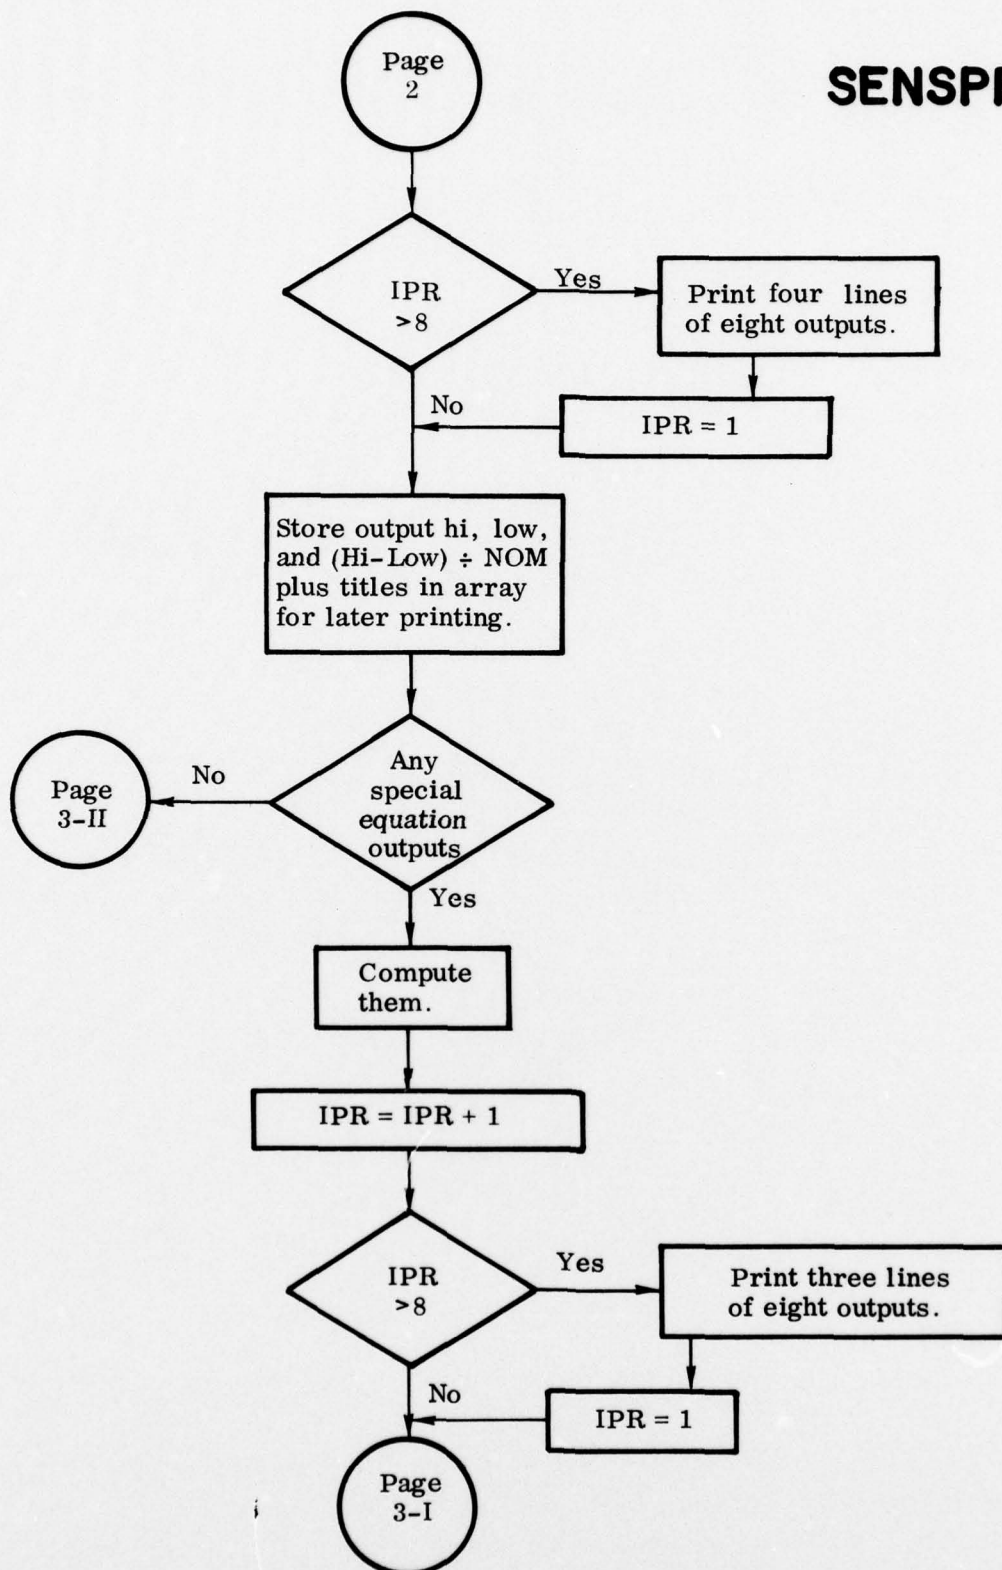 Page
2
IPR
>8
Yes
Print four lines
of eight outputs.
No
IPR = 1
Store output hi, low,
and (Hi-Low) ÷ NOM
plus titles in array
for later printing.
Any
special
equation
outputs
No
Page
3-II
Yes
Compute
them.
IPR = IPR + 1
IPR
>8
Yes
Print three lines
of eight outputs.
No
IPR = 1
Page
3-I